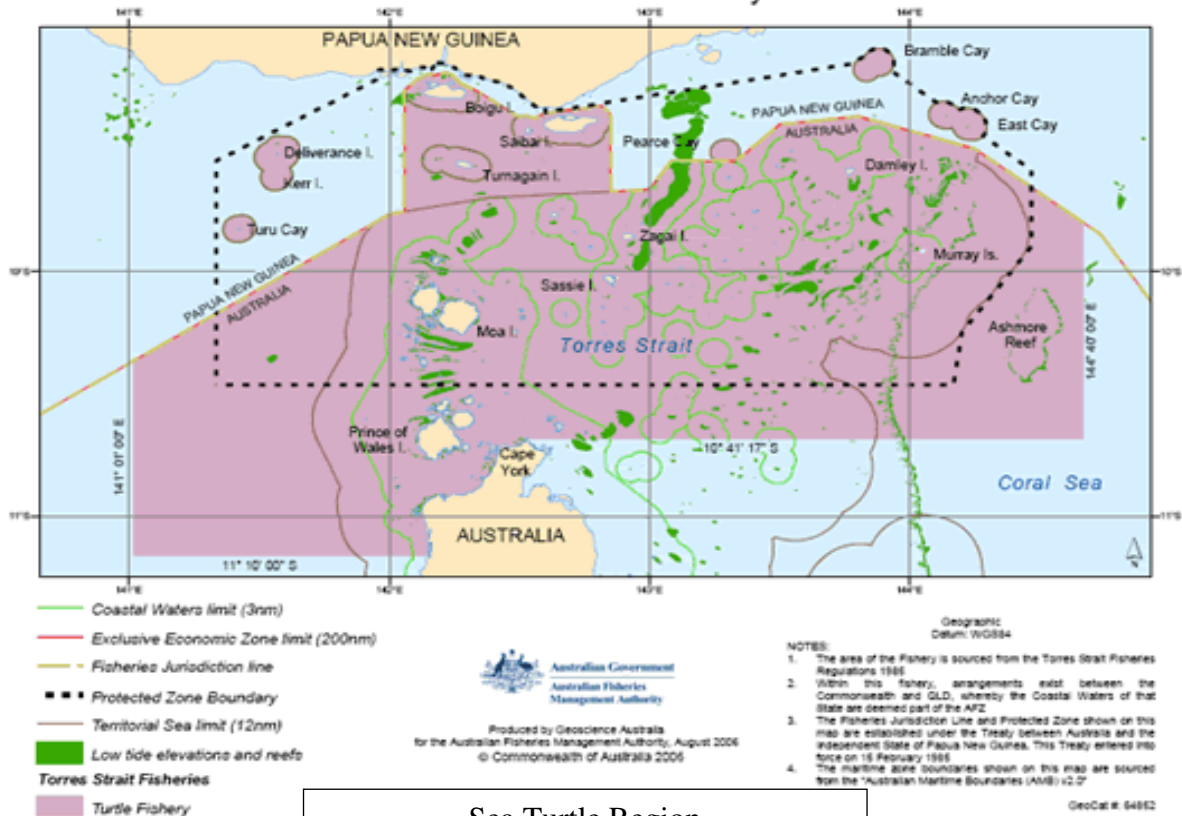 141°E 142°E 143°E 144°E
PAPUA NEW GUINEA
Bramble Cay
Anchor Cay
East Cay
Boigu I.
PAPUA NEW GUINEA
AUSTRALIA
Saibai I.
Pearce Cay
Deliverance I.
Kerr I.
Turnagain I.
Darnley I.
Turu Cay
Zagai I.
Murray Is.
10°S 10°S
PAPUA NEW GUINEA
AUSTRALIA
Sassie I.
Moa I.
Torres Strait
Ashmore
Reef
144° 40' 00" E
141° 01' 00" E
Prince of
Wales I.
Cape
York
10° 41' 17" S
Coral Sea
11°S 11°S
AUSTRALIA
11° 10' 00" S
N
141°E 142°E 143°E 144°E
Coastal Waters limit (3nm)
Exclusive Economic Zone limit (200nm)
Fisheries Jurisdiction line
Protected Zone Boundary
Territorial Sea limit (12nm)
Low tide elevations and reefs
Torres Strait Fisheries
Turtle Fishery
Australian Government
Australian Fisheries
Management Authority
Produced by Geoscience Australia
for the Australian Fisheries Management Authority, August 2006
© Commonwealth of Australia 2006
Geographic
Datum: WGS84
NOTES:
1. The area of the Fishery is sourced from the Torres Strait Fisheries
Regulations 1985
2. Within this fishery, arrangements exist between the
Commonwealth and QLD, whereby the Coastal Waters of that
State are deemed part of the AFZ
3. The Fisheries Jurisdiction Line and Protected Zone shown on this
map are established under the Treaty between Australia and the
Independent State of Papua New Guinea. This Treaty entered into
force on 15 February 1985
4. The maritime zone boundaries shown on this map are sourced
from the "Australian Maritime Boundaries (AMB) v2.0"
GeoCat #: 64852
Sea Turtle Region